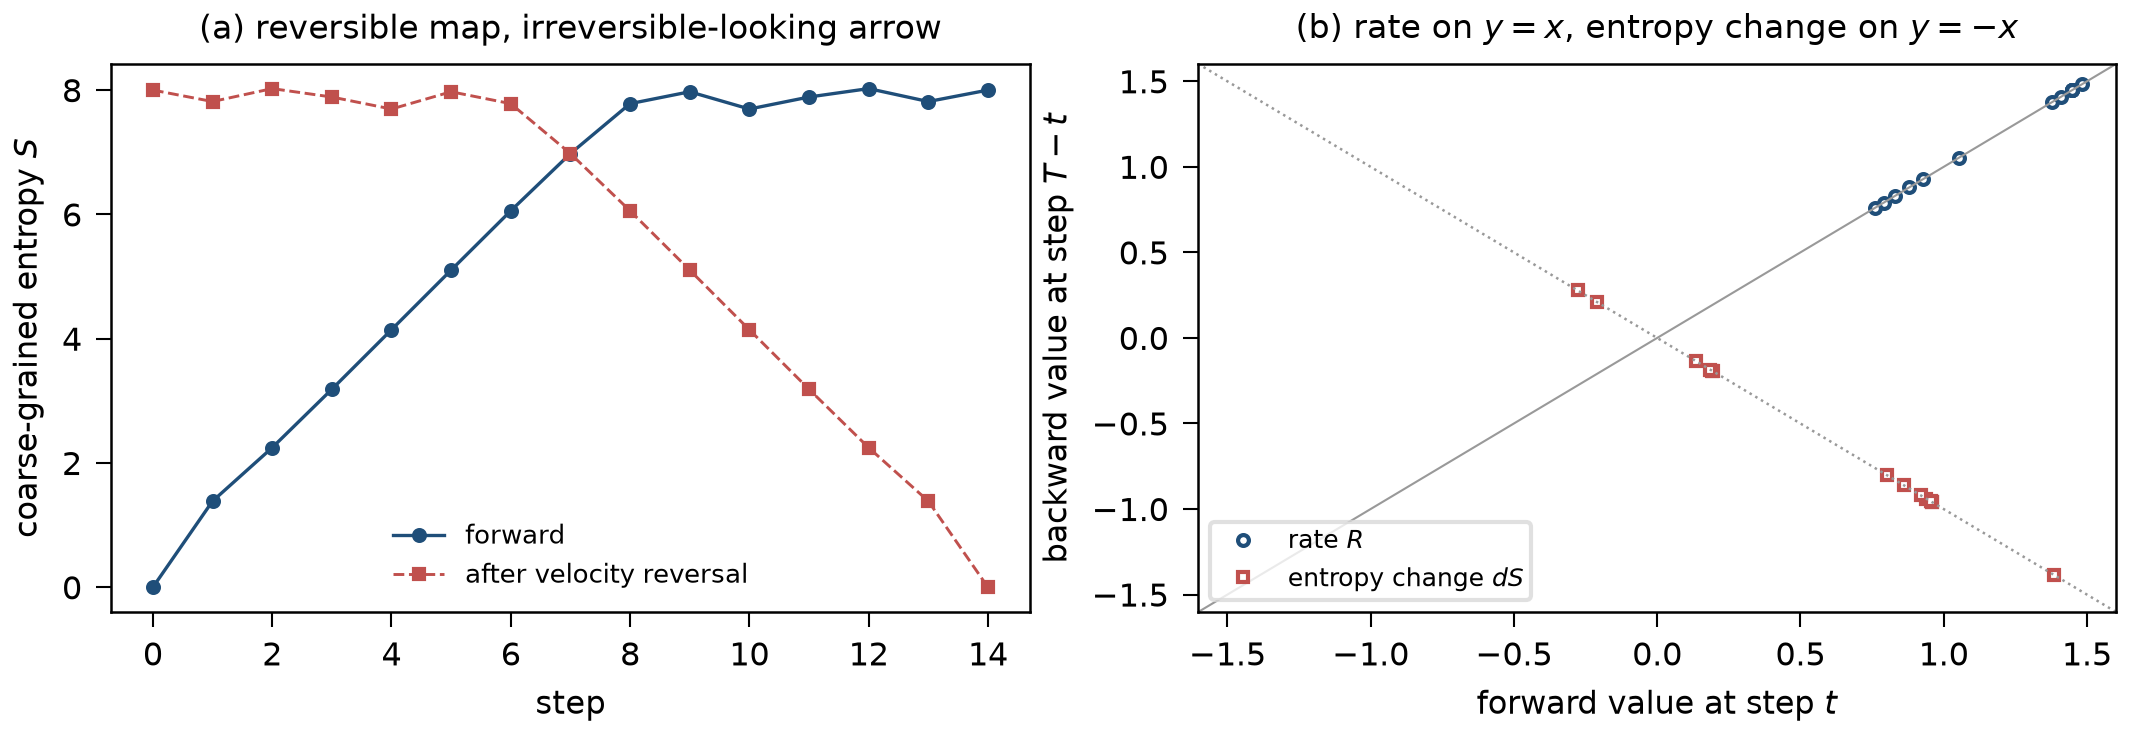 (a) reversible map, irreversible-looking arrow
coarse-grained entropy S
8
6
4
2
0
forward
after velocity reversal
0 2 4 6 8 10 12 14
step
(b) rate on y = x, entropy change on y = −x
backward value at step T − t
1.5
1.0
0.5
0.0
−0.5
−1.0
−1.5
rate R
entropy change dS
−1.5 −1.0 −0.5 0.0 0.5 1.0 1.5
forward value at step t